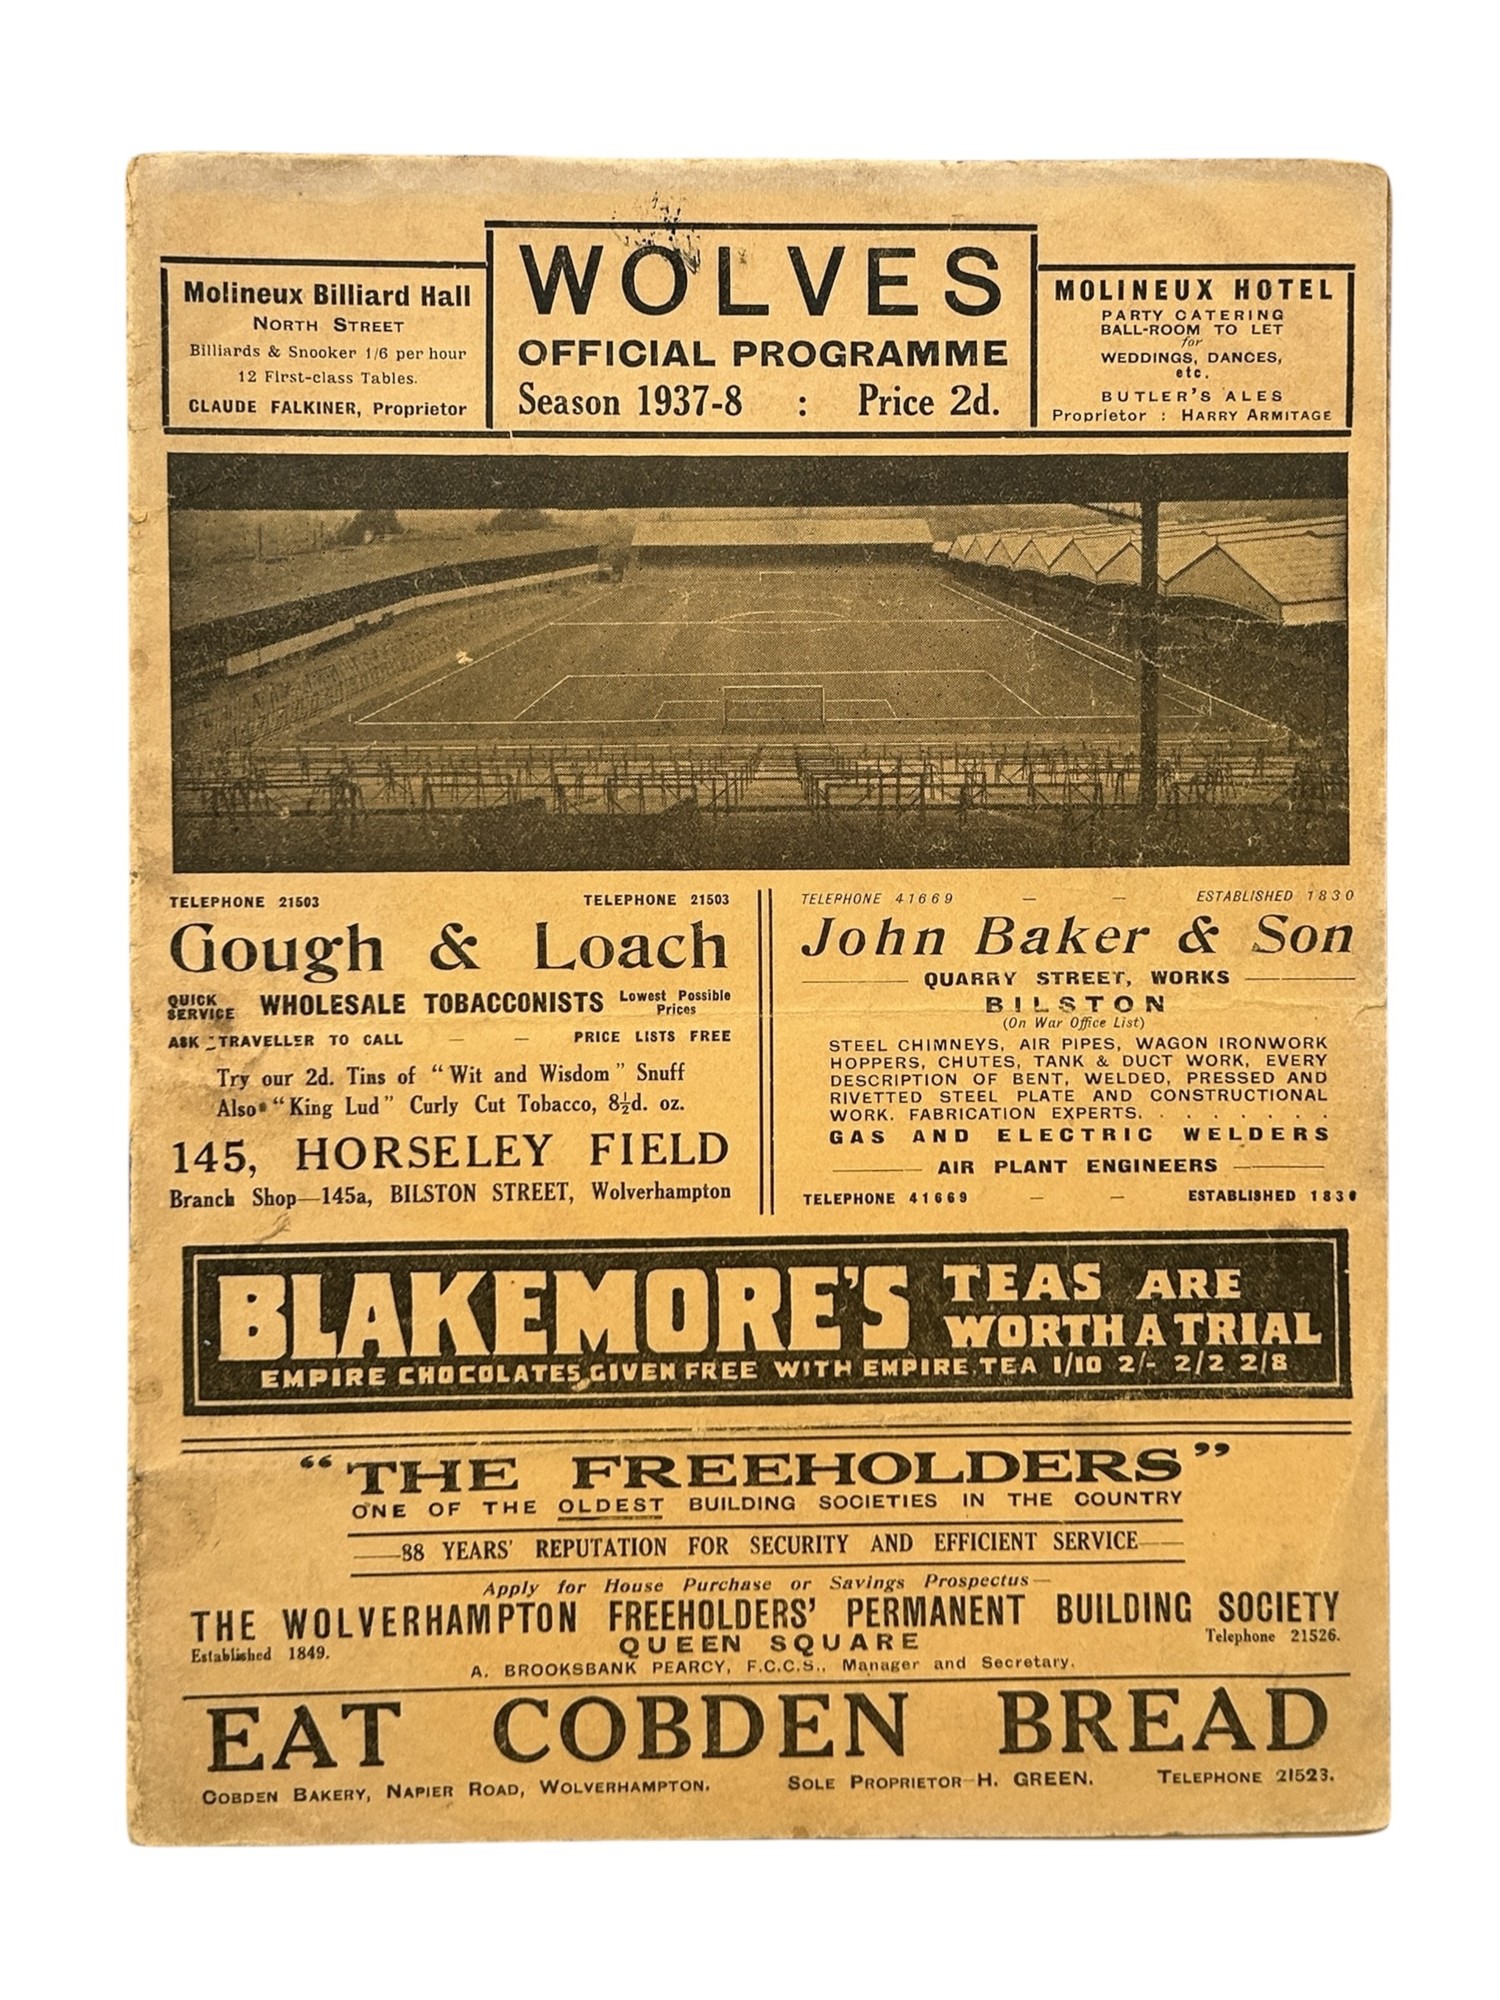 Molineux Billiard Hall
NORTH STREET
Billiards & Snooker 1/6 per hour
12 First-class Tables.
CLAUDE FALKINER, Proprietor
WOLVES
OFFICIAL PROGRAMME
Season 1937-8 : Price 2d.
MOLINEUX HOTEL
PARTY CATERING
BALL-ROOM TO LET
for
WEDDINGS, DANCES,
etc.
BUTLER'S ALES
Proprietor : HARRY ARMITAGE
TELEPHONE 21503 TELEPHONE 21503
Gough & Loach
QUICK SERVICE WHOLESALE TOBACCONISTS Lowest Possible Prices
ASK TRAVELLER TO CALL — — PRICE LISTS FREE
Try our 2d. Tins of "Wit and Wisdom" Snuff
Also "King Lud" Curly Cut Tobacco, 8½d. oz.
145, HORSELEY FIELD
Branch Shop—145a, BILSTON STREET, Wolverhampton
TELEPHONE 41669 — — ESTABLISHED 1830
John Baker & Son
QUARRY STREET, WORKS
BILSTON
(On War Office List)
STEEL CHIMNEYS, AIR PIPES, WAGON IRONWORK
HOPPERS, CHUTES, TANK & DUCT WORK, EVERY
DESCRIPTION OF BENT, WELDED, PRESSED AND
RIVETTED STEEL PLATE AND CONSTRUCTIONAL
WORK. FABRICATION EXPERTS. . . . . . . .
GAS AND ELECTRIC WELDERS
AIR PLANT ENGINEERS
TELEPHONE 41669 — — ESTABLISHED 1830
BLAKEMORE'S TEAS ARE
WORTH A TRIAL
EMPIRE CHOCOLATES GIVEN FREE WITH EMPIRE TEA 1/10 2/- 2/2 2/8
"THE FREEHOLDERS"
ONE OF THE OLDEST BUILDING SOCIETIES IN THE COUNTRY
88 YEARS' REPUTATION FOR SECURITY AND EFFICIENT SERVICE
Apply for House Purchase or Savings Prospectus—
THE WOLVERHAMPTON FREEHOLDERS' PERMANENT BUILDING SOCIETY
Established 1849. QUEEN SQUARE Telephone 21526.
A. BROOKSBANK PEARCY, F.C.C.S., Manager and Secretary.
EAT COBDEN BREAD
COBDEN BAKERY, NAPIER ROAD, WOLVERHAMPTON. SOLE PROPRIETOR—H. GREEN. TELEPHONE 21523.